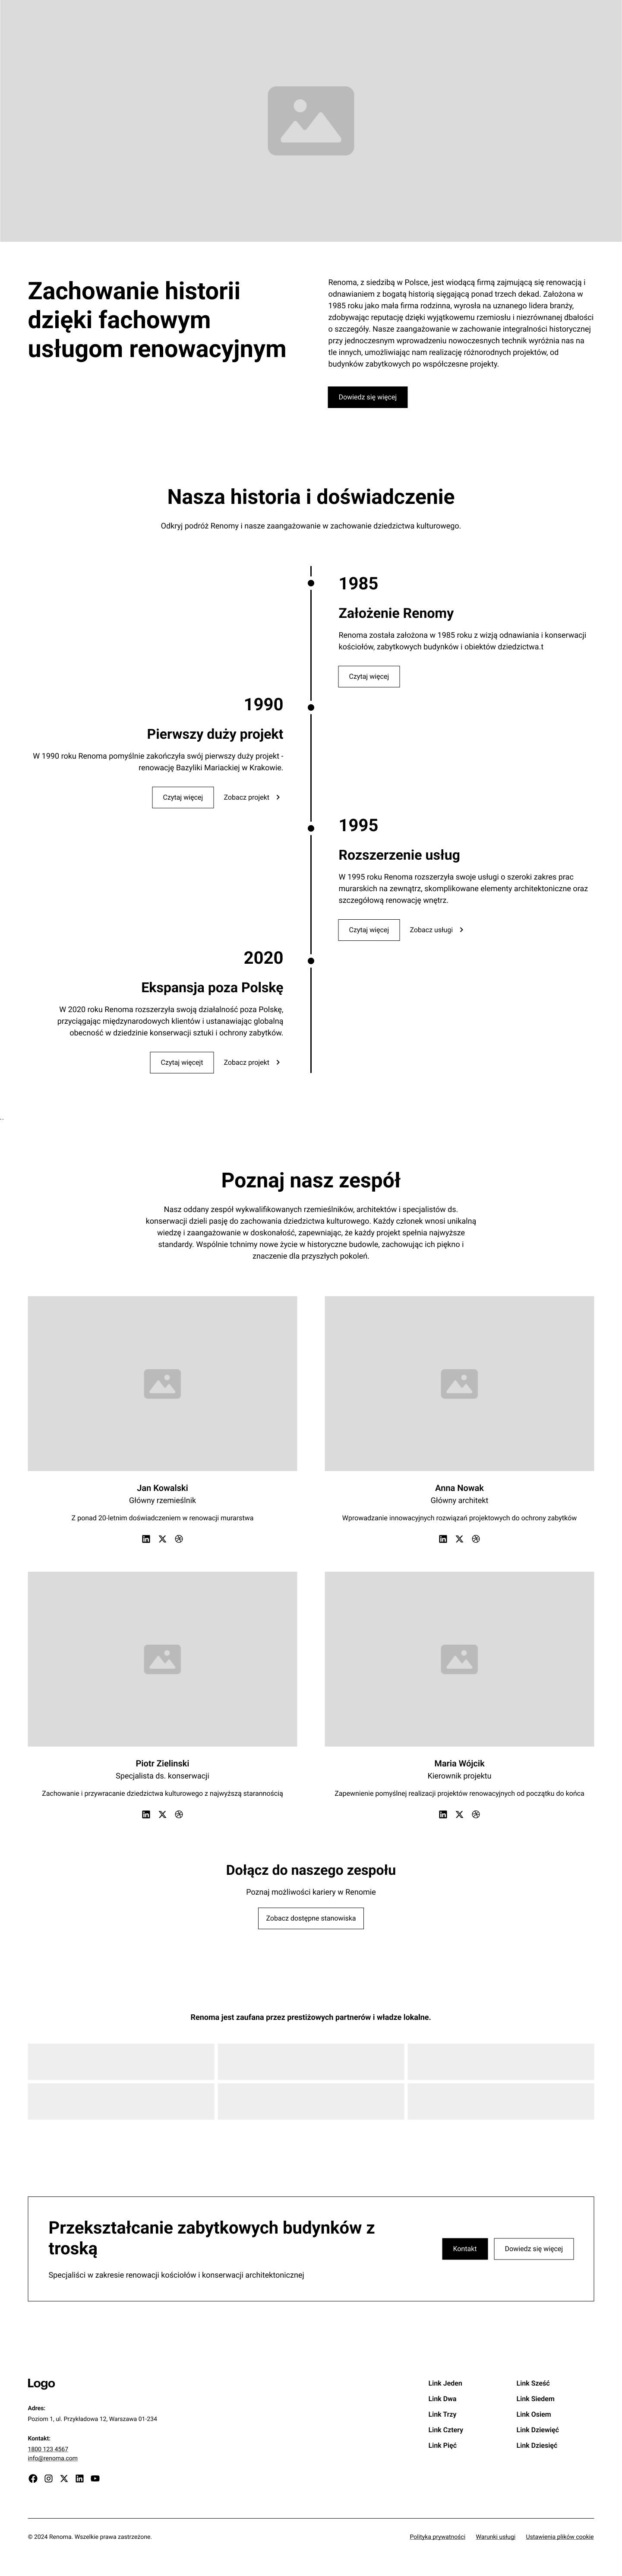 Zachowanie historii
dzięki fachowym
usługom renowacyjnym
Renoma, z siedzibą w Polsce, jest wiodącą firmą zajmującą się renowacją i
odnawianiem z bogatą historią sięgającą ponad trzech dekad. Założona w
1985 roku jako mała firma rodzinna, wyrosła na uznanego lidera branży,
zdobywając reputację dzięki wyjątkowemu rzemiosłu i niezrównanej dbałości
o szczegóły. Nasze zaangażowanie w zachowanie integralności historycznej
przy jednoczesnym wprowadzeniu nowoczesnych technik wyróżnia nas na
tle innych, umożliwiając nam realizację różnorodnych projektów, od
budynków zabytkowych po współczesne projekty.
Dowiedz się więcej
Nasza historia i doświadczenie
Odkryj podróż Renomy i nasze zaangażowanie w zachowanie dziedzictwa kulturowego.
1985
Założenie Renomy
Renoma została założona w 1985 roku z wizją odnawiania i konserwacji
kościołów, zabytkowych budynków i obiektów dziedzictwa.t
Czytaj więcej
1990
Pierwszy duży projekt
W 1990 roku Renoma pomyślnie zakończyła swój pierwszy duży projekt -
renowację Bazyliki Mariackiej w Krakowie.
Czytaj więcej
Zobacz projekt
1995
Rozszerzenie usług
W 1995 roku Renoma rozszerzyła swoje usługi o szeroki zakres prac
murarskich na zewnątrz, skomplikowane elementy architektoniczne oraz
szczegółową renowację wnętrz.
Czytaj więcej
Zobacz usługi
2020
Ekspansja poza Polskę
W 2020 roku Renoma rozszerzyła swoją działalność poza Polskę,
przyciągając międzynarodowych klientów i ustanawiając globalną
obecność w dziedzinie konserwacji sztuki i ochrony zabytków.
Czytaj więcejt
Zobacz projekt
Poznaj nasz zespół
Nasz oddany zespół wykwalifikowanych rzemieślników, architektów i specjalistów ds.
konserwacji dzieli pasję do zachowania dziedzictwa kulturowego. Każdy członek wnosi unikalną
wiedzę i zaangażowanie w doskonałość, zapewniając, że każdy projekt spełnia najwyższe
standardy. Wspólnie tchnimy nowe życie w historyczne budowle, zachowując ich piękno i
znaczenie dla przyszłych pokoleń.
Jan Kowalski
Główny rzemieślnik
Z ponad 20-letnim doświadczeniem w renowacji murarstwa
Anna Nowak
Główny architekt
Wprowadzanie innowacyjnych rozwiązań projektowych do ochrony zabytków
Piotr Zielinski
Specjalista ds. konserwacji
Zachowanie i przywracanie dziedzictwa kulturowego z najwyższą starannością
Maria Wójcik
Kierownik projektu
Zapewnienie pomyślnej realizacji projektów renowacyjnych od początku do końca
Dołącz do naszego zespołu
Poznaj możliwości kariery w Renomie
Zobacz dostępne stanowiska
Renoma jest zaufana przez prestiżowych partnerów i władze lokalne.
Przekształcanie zabytkowych budynków z
troską
Specjaliści w zakresie renowacji kościołów i konserwacji architektonicznej
Kontakt
Dowiedz się więcej
Logo
Adres:
Poziom 1, ul. Przykładowa 12, Warszawa 01-234
Kontakt:
1800 123 4567
info@renoma.com
Link Jeden
Link Dwa
Link Trzy
Link Cztery
Link Pięć
Link Sześć
Link Siedem
Link Osiem
Link Dziewięć
Link Dziesięć
© 2024 Renoma. Wszelkie prawa zastrzeżone.
Polityka prywatności
Warunki usługi
Ustawienia plików cookie